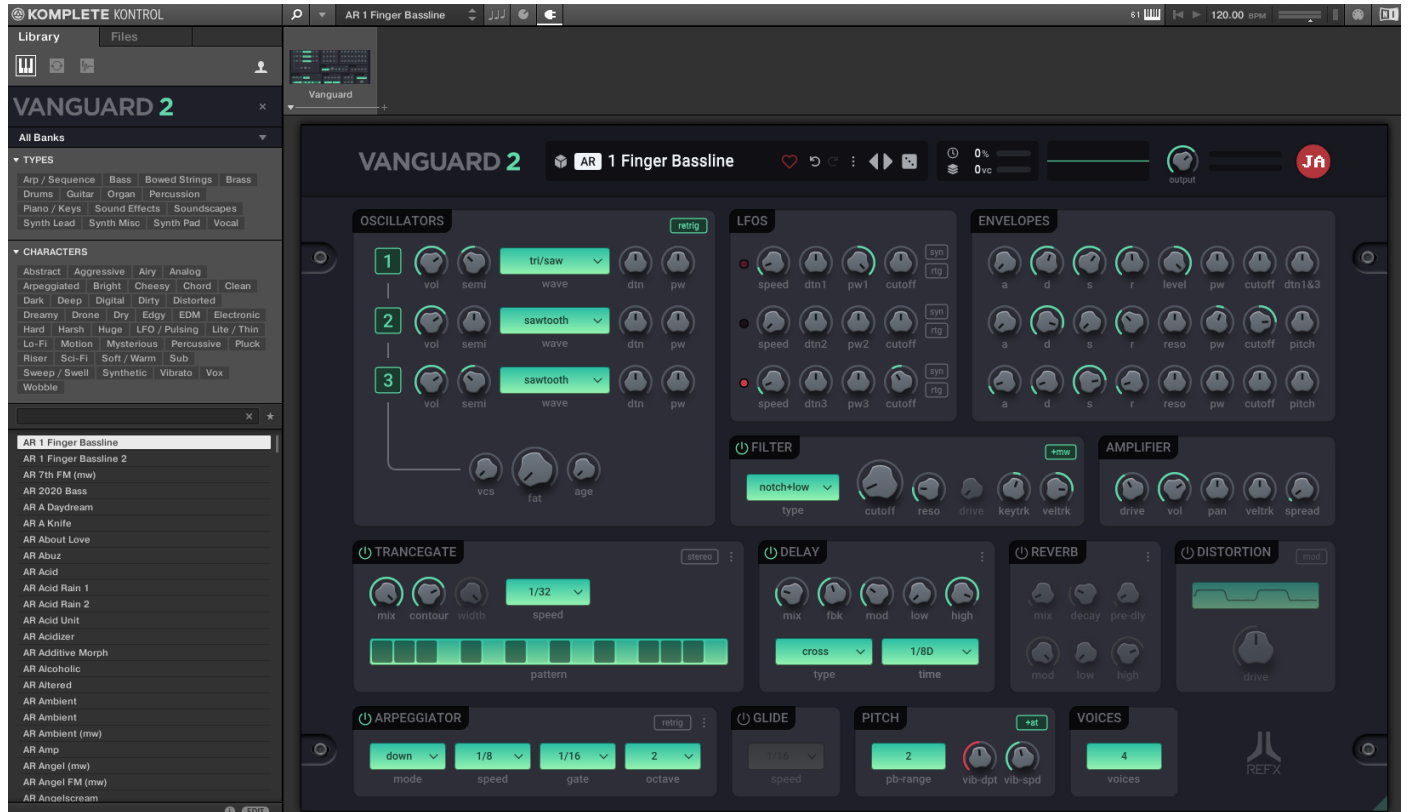 KOMPLETE KONTROL
AR 1 Finger Bassline
61
120.00 BPM
Library
Files
Vanguard
VANGUARD 2
All Banks
TYPES
Arp / Sequence Bass Bowed Strings Brass
Drums Guitar Organ Percussion
Piano / Keys Sound Effects Soundscapes
Synth Lead Synth Misc Synth Pad Vocal
CHARACTERS
Abstract Aggressive Airy Analog
Arpeggiated Bright Cheesy Chord Clean
Dark Deep Digital Dirty Distorted
Dreamy Drone Dry Edgy EDM Electronic
Hard Harsh Huge LFO / Pulsing Lite / Thin
Lo-Fi Motion Mysterious Percussive Pluck
Riser Sci-Fi Soft / Warm Sub
Sweep / Swell Synthetic Vibrato Vox
Wobble
AR 1 Finger Bassline
AR 1 Finger Bassline 2
AR 7th FM (mw)
AR 2020 Bass
AR A Daydream
AR A Knife
AR About Love
AR Abuz
AR Acid
AR Acid Rain 1
AR Acid Rain 2
AR Acid Unit
AR Acidizer
AR Additive Morph
AR Alcoholic
AR Altered
AR Ambient
AR Ambient
AR Ambient (mw)
AR Amp
AR Angel (mw)
AR Angel FM (mw)
AR Angelscream
EDIT
VANGUARD 2
AR 1 Finger Bassline
0%
0vc
output
JA
OSCILLATORS
retrig
1 vol semi tri/saw wave dtn pw
2 vol semi sawtooth wave dtn pw
3 vol semi sawtooth wave dtn pw
vcs fat age
LFOS
speed dtn1 pw1 cutoff syn rtg
speed dtn2 pw2 cutoff syn rtg
speed dtn3 pw3 cutoff syn rtg
ENVELOPES
a d s r level pw cutoff dtn1&3
a d s r reso pw cutoff pitch
a d s r reso pw cutoff pitch
FILTER
+mw
notch+low
type cutoff reso drive keytrk veltrk
AMPLIFIER
drive vol pan veltrk spread
TRANCEGATE
stereo
mix contour width
1/32
speed
pattern
DELAY
mix fbk mod low high
cross 1/8D
type time
REVERB
mix decay pre-dly
mod low high
DISTORTION
mod
drive
ARPEGGIATOR
retrig
down 1/8 1/16 2
mode speed gate octave
GLIDE
1/16
speed
PITCH
+at
2
pb-range vib-dpt vib-spd
VOICES
4
voices
REFX